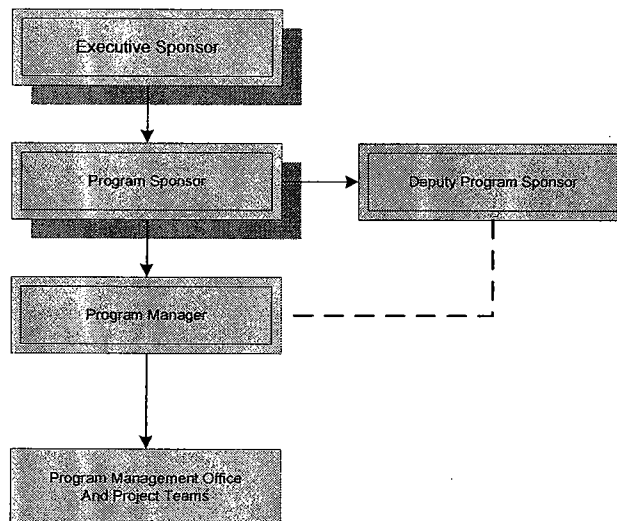 Executive Sponsor
Program Sponsor
Deputy Program Sponsor
Program Manager
Program Management Office
And Project Teams